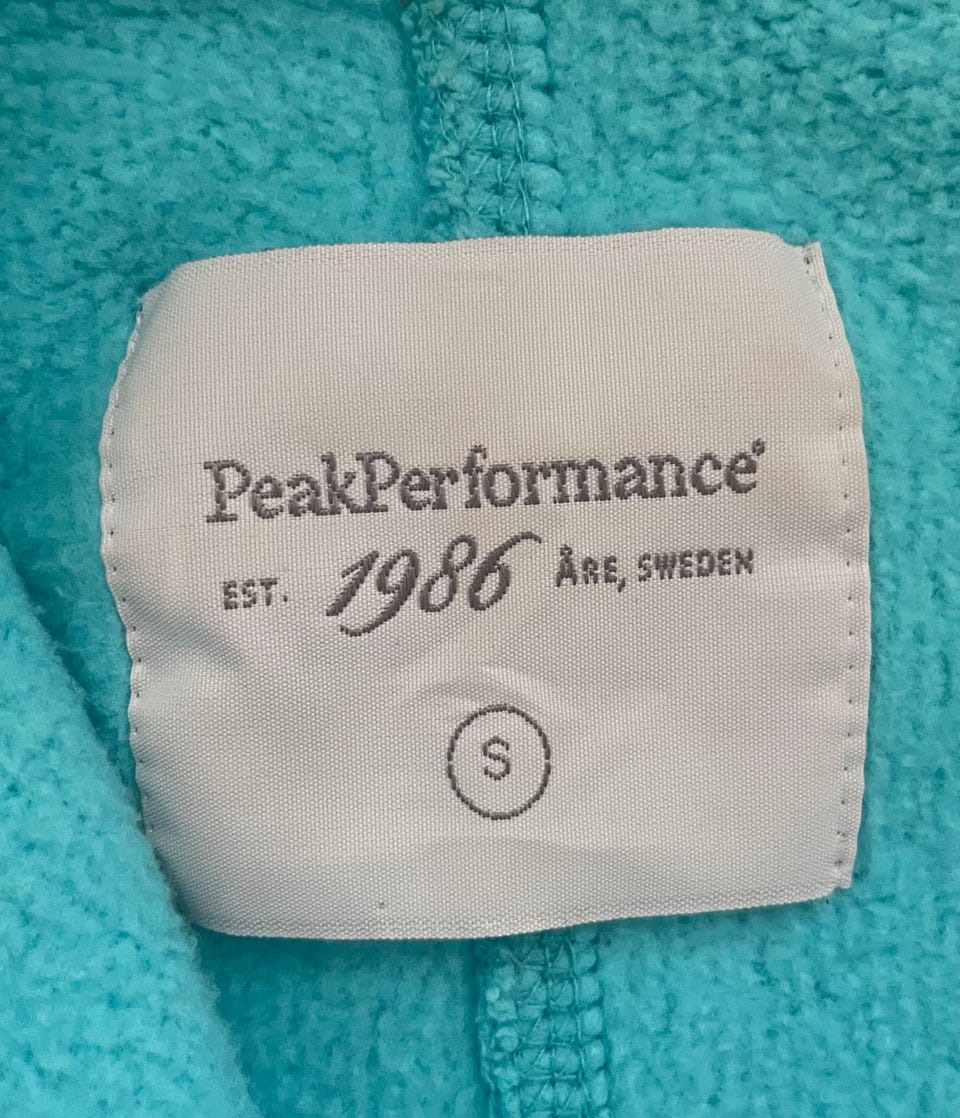 PeakPerformance®
EST. 1986 ÅRE, SWEDEN
S